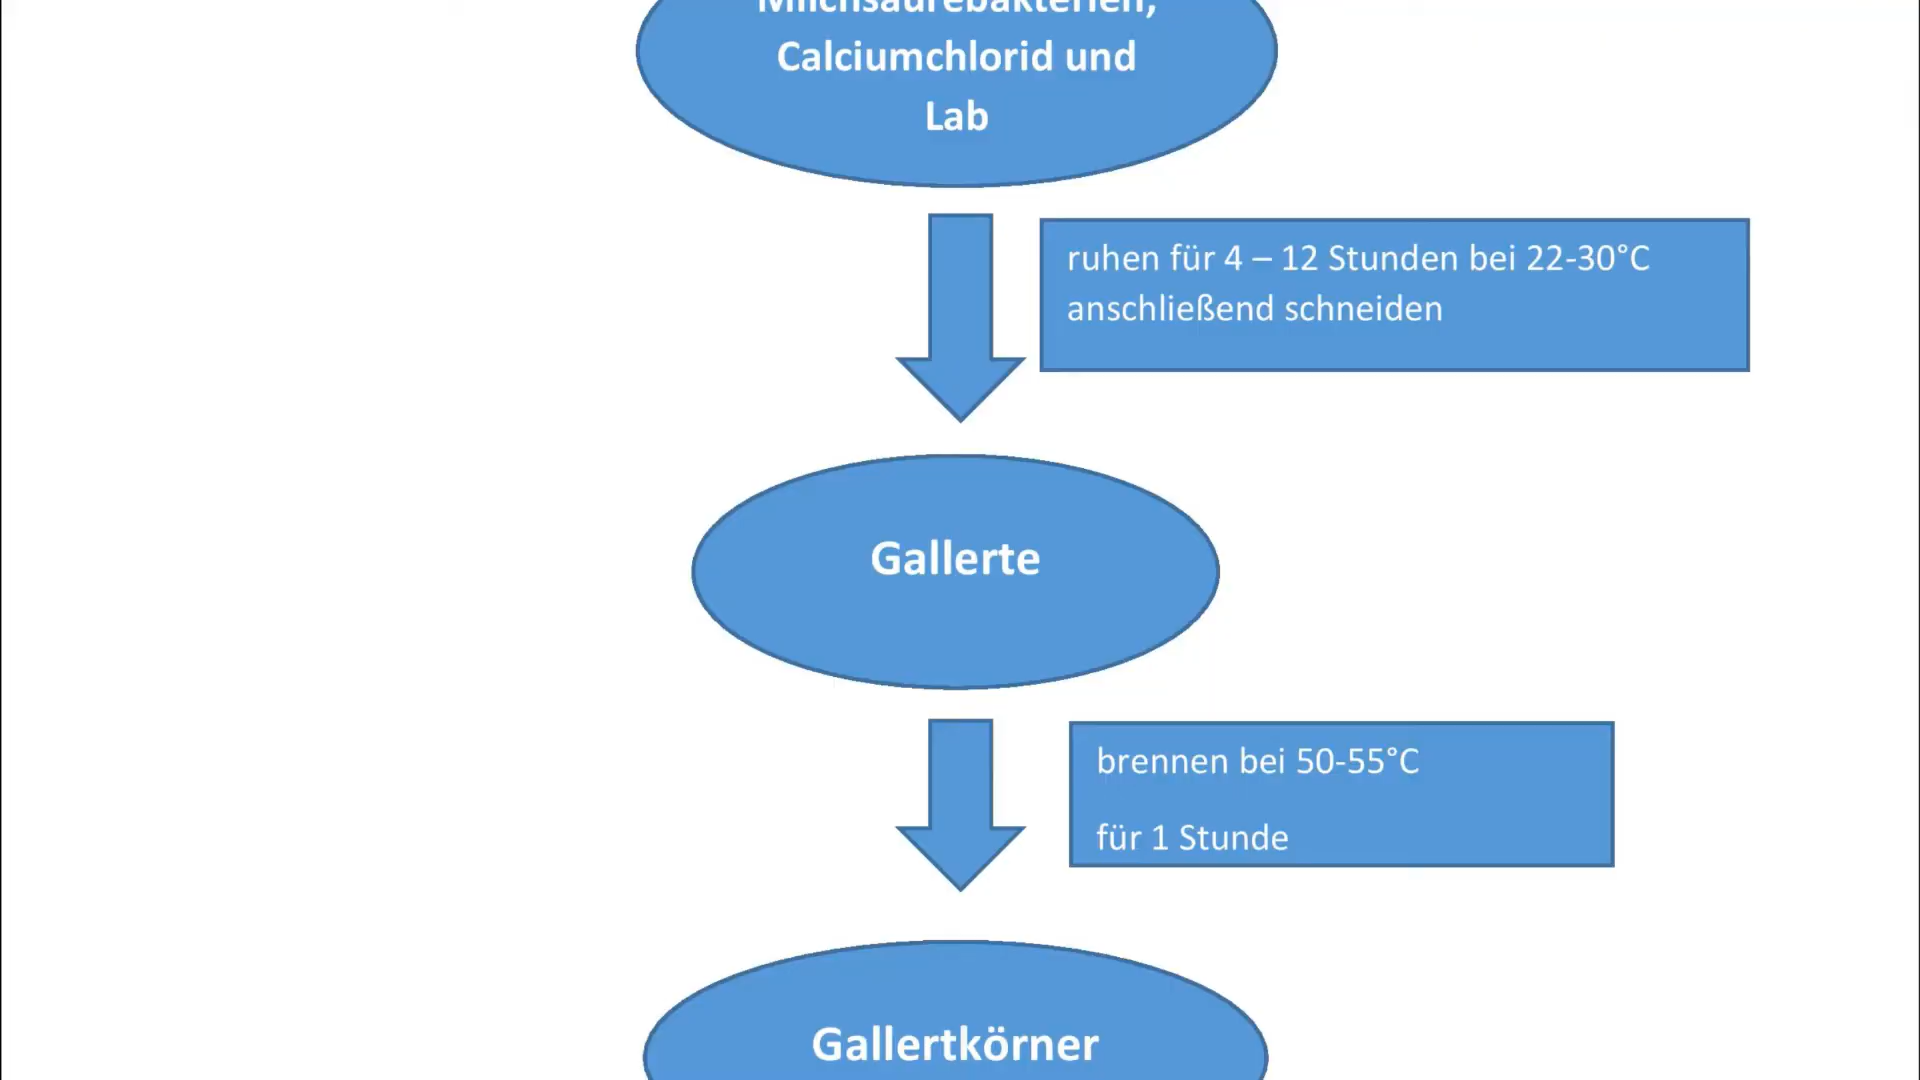 Milchsäurebakterien,
Calciumchlorid und
Lab
ruhen für 4 – 12 Stunden bei 22-30°C
anschließend schneiden
Gallerte
brennen bei 50-55°C
für 1 Stunde
Gallertkörner